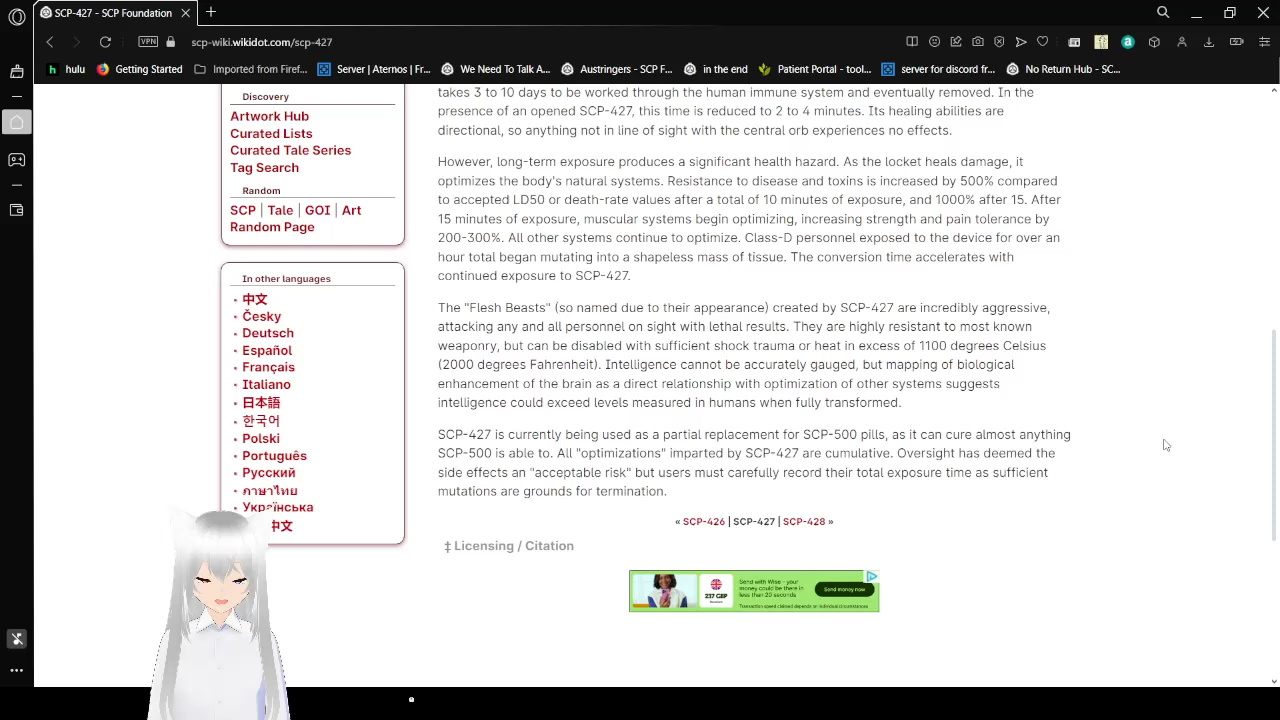 SCP-427 - SCP Foundation
VPN
scp-wiki.wikidot.com/scp-427
hulu
Getting Started
Imported from Firef...
Server | Aternos | Fr...
We Need To Talk A...
Austringers - SCP F...
in the end
Patient Portal - tool...
server for discord fr...
No Return Hub - SC...
Discovery
Artwork Hub
Curated Lists
Curated Tale Series
Tag Search
Random
SCP | Tale | GOI | Art
Random Page
In other languages
中文
Česky
Deutsch
Español
Français
Italiano
日本語
한국어
Polski
Português
Русский
ภาษาไทย
Українська
中文
takes 3 to 10 days to be worked through the human immune system and eventually removed. In the
presence of an opened SCP-427, this time is reduced to 2 to 4 minutes. Its healing abilities are
directional, so anything not in line of sight with the central orb experiences no effects.
However, long-term exposure produces a significant health hazard. As the locket heals damage, it
optimizes the body's natural systems. Resistance to disease and toxins is increased by 500% compared
to accepted LD50 or death-rate values after a total of 10 minutes of exposure, and 1000% after 15. After
15 minutes of exposure, muscular systems begin optimizing, increasing strength and pain tolerance by
200-300%. All other systems continue to optimize. Class-D personnel exposed to the device for over an
hour total began mutating into a shapeless mass of tissue. The conversion time accelerates with
continued exposure to SCP-427.
The "Flesh Beasts" (so named due to their appearance) created by SCP-427 are incredibly aggressive,
attacking any and all personnel on sight with lethal results. They are highly resistant to most known
weaponry, but can be disabled with sufficient shock trauma or heat in excess of 1100 degrees Celsius
(2000 degrees Fahrenheit). Intelligence cannot be accurately gauged, but mapping of biological
enhancement of the brain as a direct relationship with optimization of other systems suggests
intelligence could exceed levels measured in humans when fully transformed.
SCP-427 is currently being used as a partial replacement for SCP-500 pills, as it can cure almost anything
SCP-500 is able to. All "optimizations" imparted by SCP-427 are cumulative. Oversight has deemed the
side effects an "acceptable risk" but users must carefully record their total exposure time as sufficient
mutations are grounds for termination.
« SCP-426 | SCP-427 | SCP-428 »
‡ Licensing / Citation
237 GBP
Send with Wise - your
money could be there in
less than 20 seconds
Send money now
Transaction speed claimed depends on individual circumstances